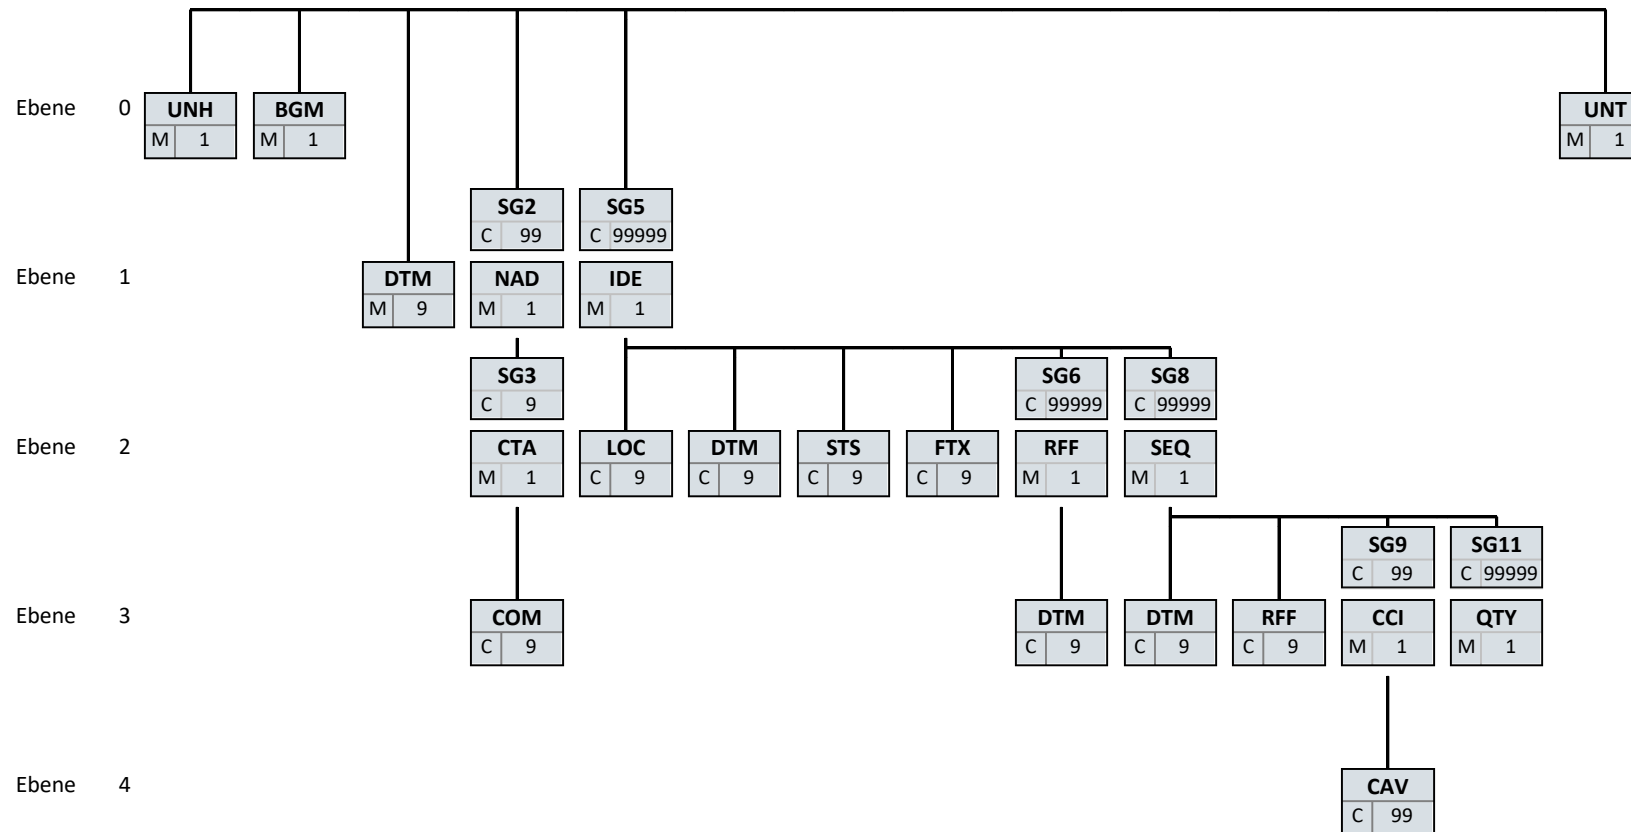 Ebene 0 UNH BGM UNT
M 1 M 1 M 1
SG2 SG5
C 99 C 99999
Ebene 1 DTM NAD IDE
M 9 M 1 M 1
SG3 SG6 SG8
C 9 C 99999 C 99999
Ebene 2 CTA LOC DTM STS FTX RFF SEQ
M 1 C 9 C 9 C 9 C 9 M 1 M 1
SG9 SG11
C 99 C 99999
Ebene 3 COM DTM DTM RFF CCI QTY
C 9 C 9 C 9 C 9 M 1 M 1
Ebene 4 CAV
C 99